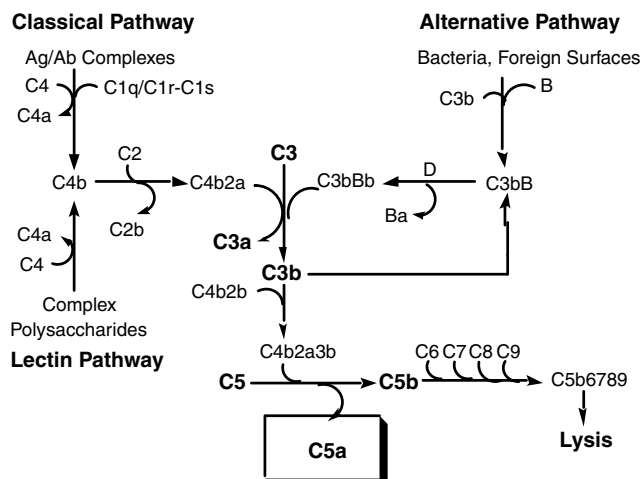 Classical Pathway
Alternative Pathway
Ag/Ab Complexes
Bacteria, Foreign Surfaces
C4
C1q/C1r-C1s
C4a
C3b
B
C2
C3
D
C4b
C4b2a
C3bBb
C3bB
C2b
Ba
C4a
C3a
C4
C3b
Complex
Polysaccharides
C4b2b
Lectin Pathway
C4b2a3b
C6 C7 C8 C9
C5
C5b
C5b6789
C5a
Lysis